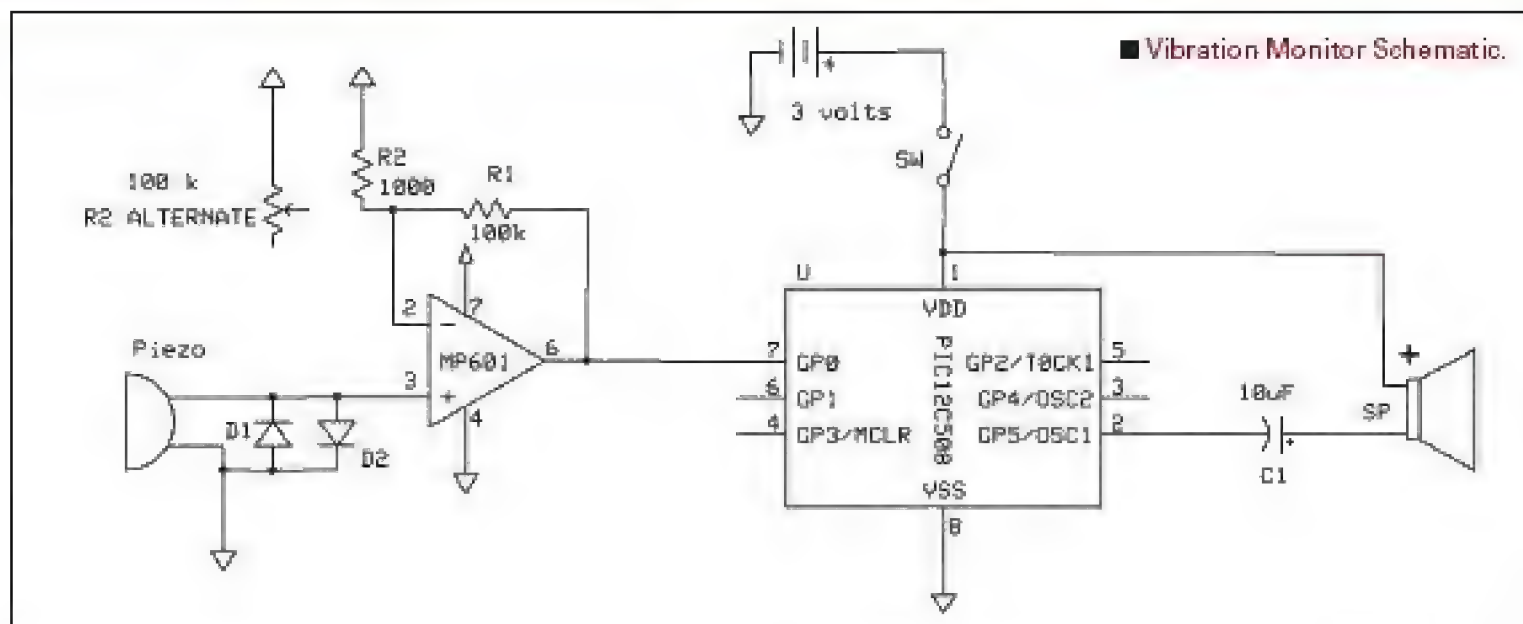 ■ Vibration Monitor Schematic.
3 volts
+
SW
R2
1000
R1
100k
100 k
R2 ALTERNATE
7
2
-
MP601
6
3
+
4
Piezo
D1
D2
U
1
VDD
PIC12C508
7
GP0
6
GP1
4
GP3/MCLR
GP2/T0CK1
5
GP4/OSC2
3
GP5/OSC1
2
VSS
8
10uF
+
C1
+
SP